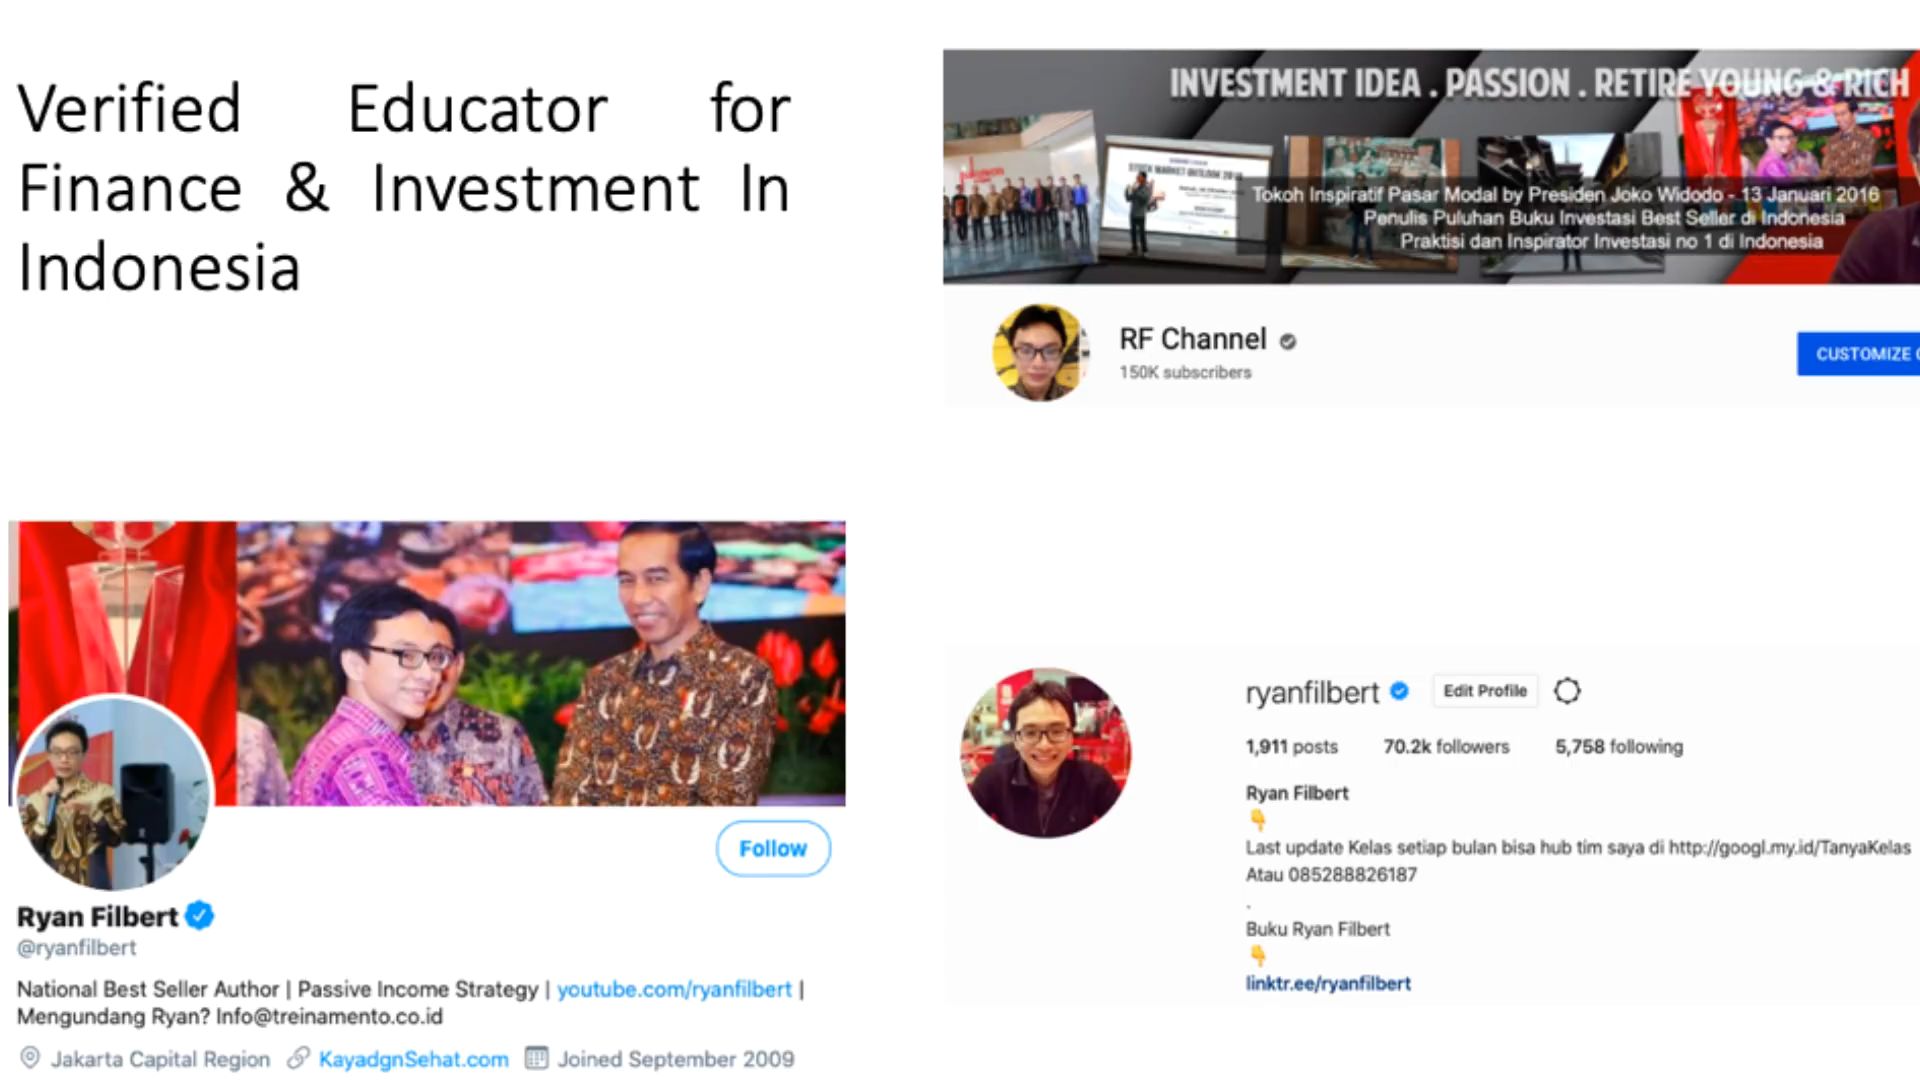 Verified Educator for
Finance & Investment In
Indonesia
INVESTMENT IDEA . PASSION . RETIRE YOUNG & RICH
STOCK MARKET OUTLOOK
Tokoh Inspiratif Pasar Modal by Presiden Joko Widodo - 13 Januari 2016
Penulis Puluhan Buku Investasi Best Seller di Indonesia
Praktisi dan Inspirator Investasi no 1 di Indonesia
RF Channel
150K subscribers
CUSTOMIZE
Follow
Ryan Filbert
@ryanfilbert
National Best Seller Author | Passive Income Strategy | youtube.com/ryanfilbert |
Mengundang Ryan? Info@treinamento.co.id
Jakarta Capital Region KayadgnSehat.com Joined September 2009
ryanfilbert Edit Profile
1,911 posts 70.2k followers 5,758 following
Ryan Filbert
👇
Last update Kelas setiap bulan bisa hub tim saya di http://googl.my.id/TanyaKelas
Atau 085288826187
.
Buku Ryan Filbert
👇
linktr.ee/ryanfilbert